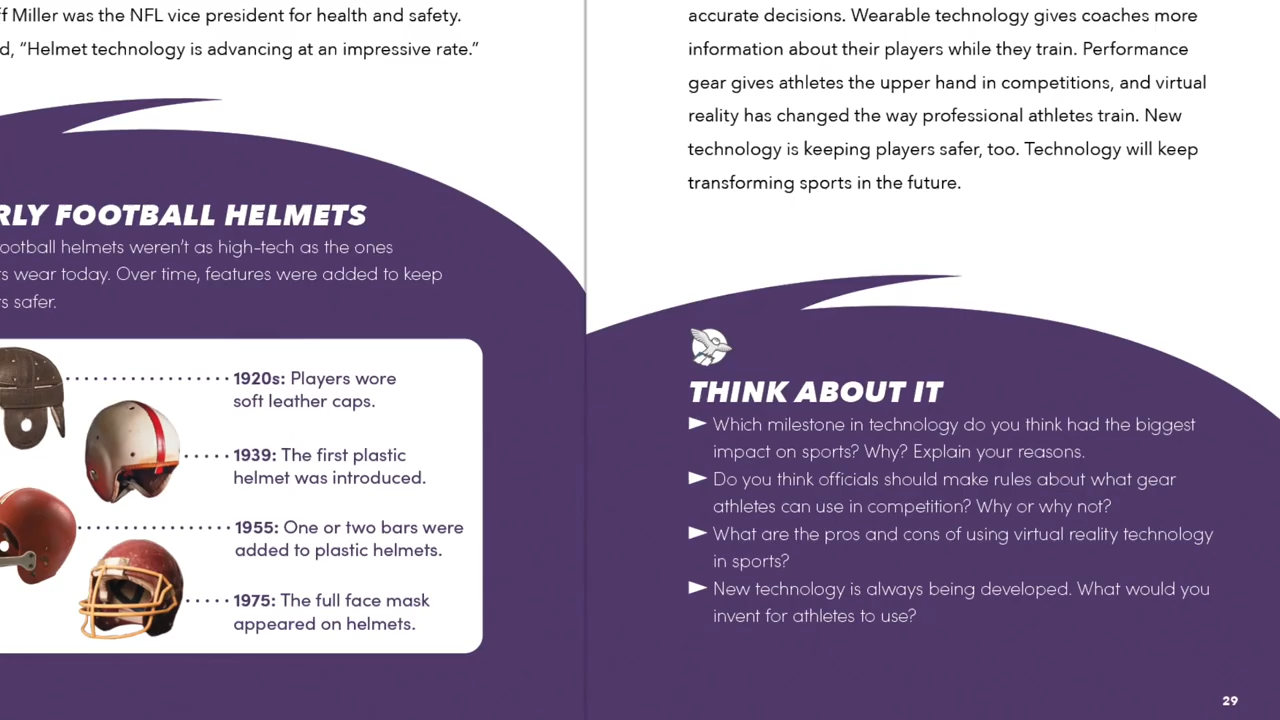 Miller was the NFL vice president for health and safety.
“Helmet technology is advancing at an impressive rate.”
FOOTBALL HELMETS
helmets weren’t as high-tech as the ones
wear today. Over time, features were added to keep
safer.
1920s: Players wore
soft leather caps.
1939: The first plastic
helmet was introduced.
1955: One or two bars were
added to plastic helmets.
1975: The full face mask
appeared on helmets.
accurate decisions. Wearable technology gives coaches more
information about their players while they train. Performance
gear gives athletes the upper hand in competitions, and virtual
reality has changed the way professional athletes train. New
technology is keeping players safer, too. Technology will keep
transforming sports in the future.
THINK ABOUT IT
Which milestone in technology do you think had the biggest
impact on sports? Why? Explain your reasons.
Do you think officials should make rules about what gear
athletes can use in competition? Why or why not?
What are the pros and cons of using virtual reality technology
in sports?
New technology is always being developed. What would you
invent for athletes to use?
29